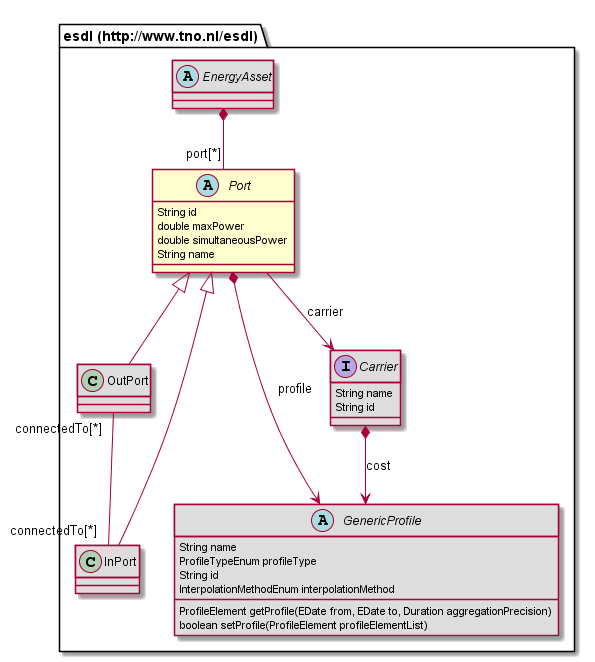 esdl (http://www.tno.nl/esdl)
A EnergyAsset
port[*]
A Port
String id
double maxPower
double simultaneousPower
String name
carrier
I Carrier
String name
String id
C OutPort
profile
connectedTo[*]
cost
A GenericProfile
String name
ProfileTypeEnum profileType
String id
InterpolationMethodEnum interpolationMethod
ProfileElement getProfile(EDate from, EDate to, Duration aggregationPrecision)
boolean setProfile(ProfileElement profileElementList)
connectedTo[*]
C InPort